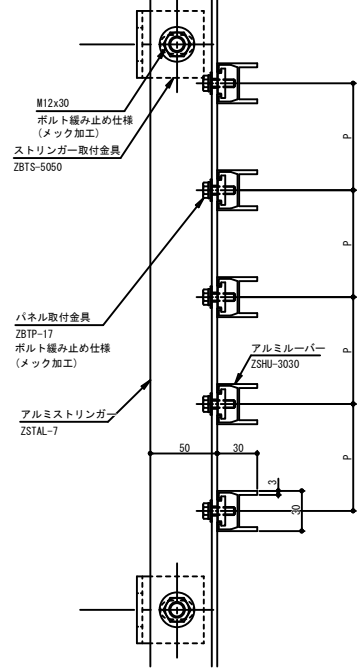 M12x30
ボルト緩み止め仕様
(メック加工)
ストリンガー取付金具
ZBTS-5050
P
P
パネル取付金具
ZBTP-17
ボルト緩み止め仕様
(メック加工)
P
アルミルーバー
ZSHU-3030
アルミストリンガー
ZSTAL-7
50
30
P
3
30